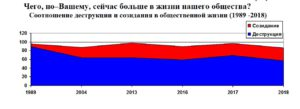 Чего, по-Вашему, сейчас больше в жизни нашего общества?
Соотношение деструкции и созидания в общественной жизни (1989 -2018)
120
100
80
60
40
20
0
1989 2004 2013 2016 2017 2018
Созидание
Деструкция